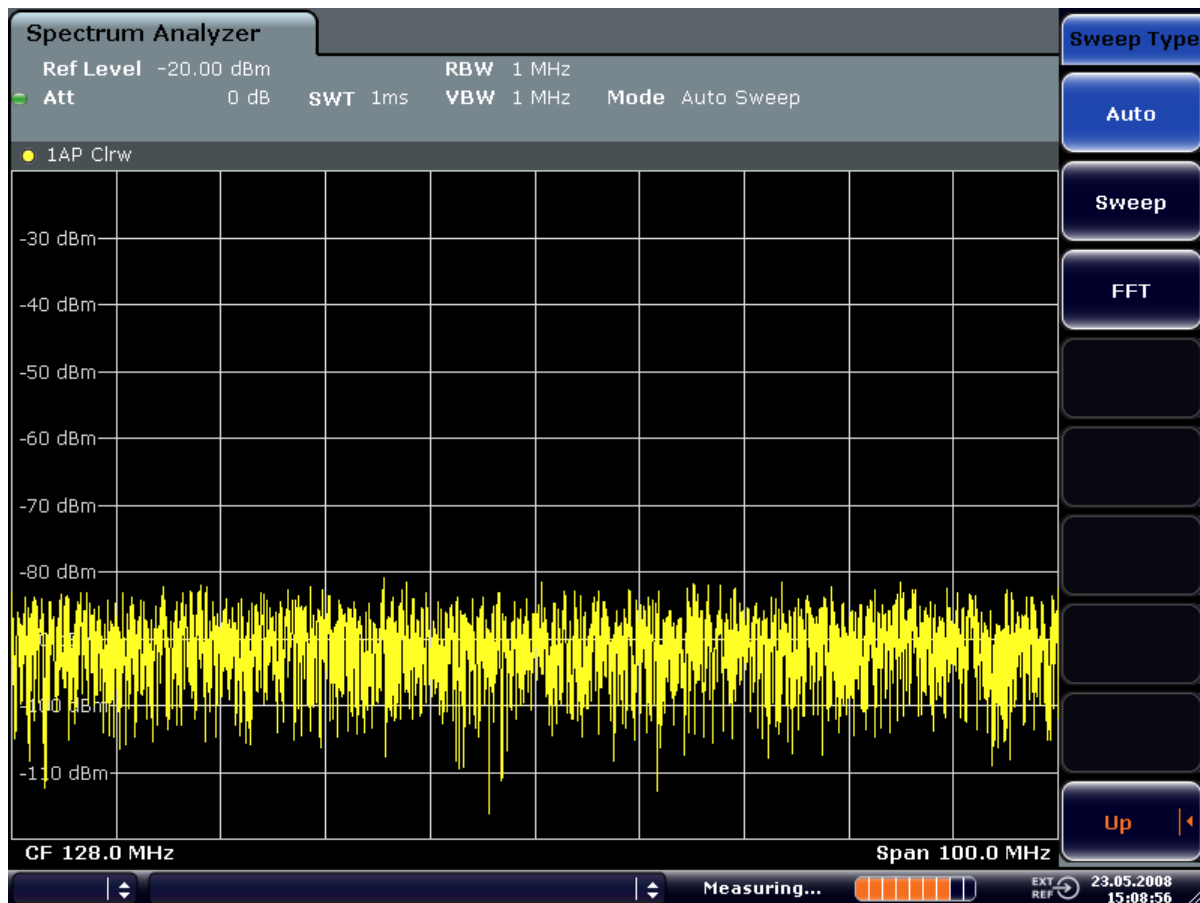 Spectrum Analyzer
Ref Level -20.00 dBm RBW 1 MHz
Att 0 dB SWT 1ms VBW 1 MHz Mode Auto Sweep
1AP Clrw
-30 dBm
-40 dBm
-50 dBm
-60 dBm
-70 dBm
-80 dBm
-100 dBm
-110 dBm
CF 128.0 MHz Span 100.0 MHz
Measuring...
EXT REF
23.05.2008
15:08:56
Sweep Type
Auto
Sweep
FFT
Up